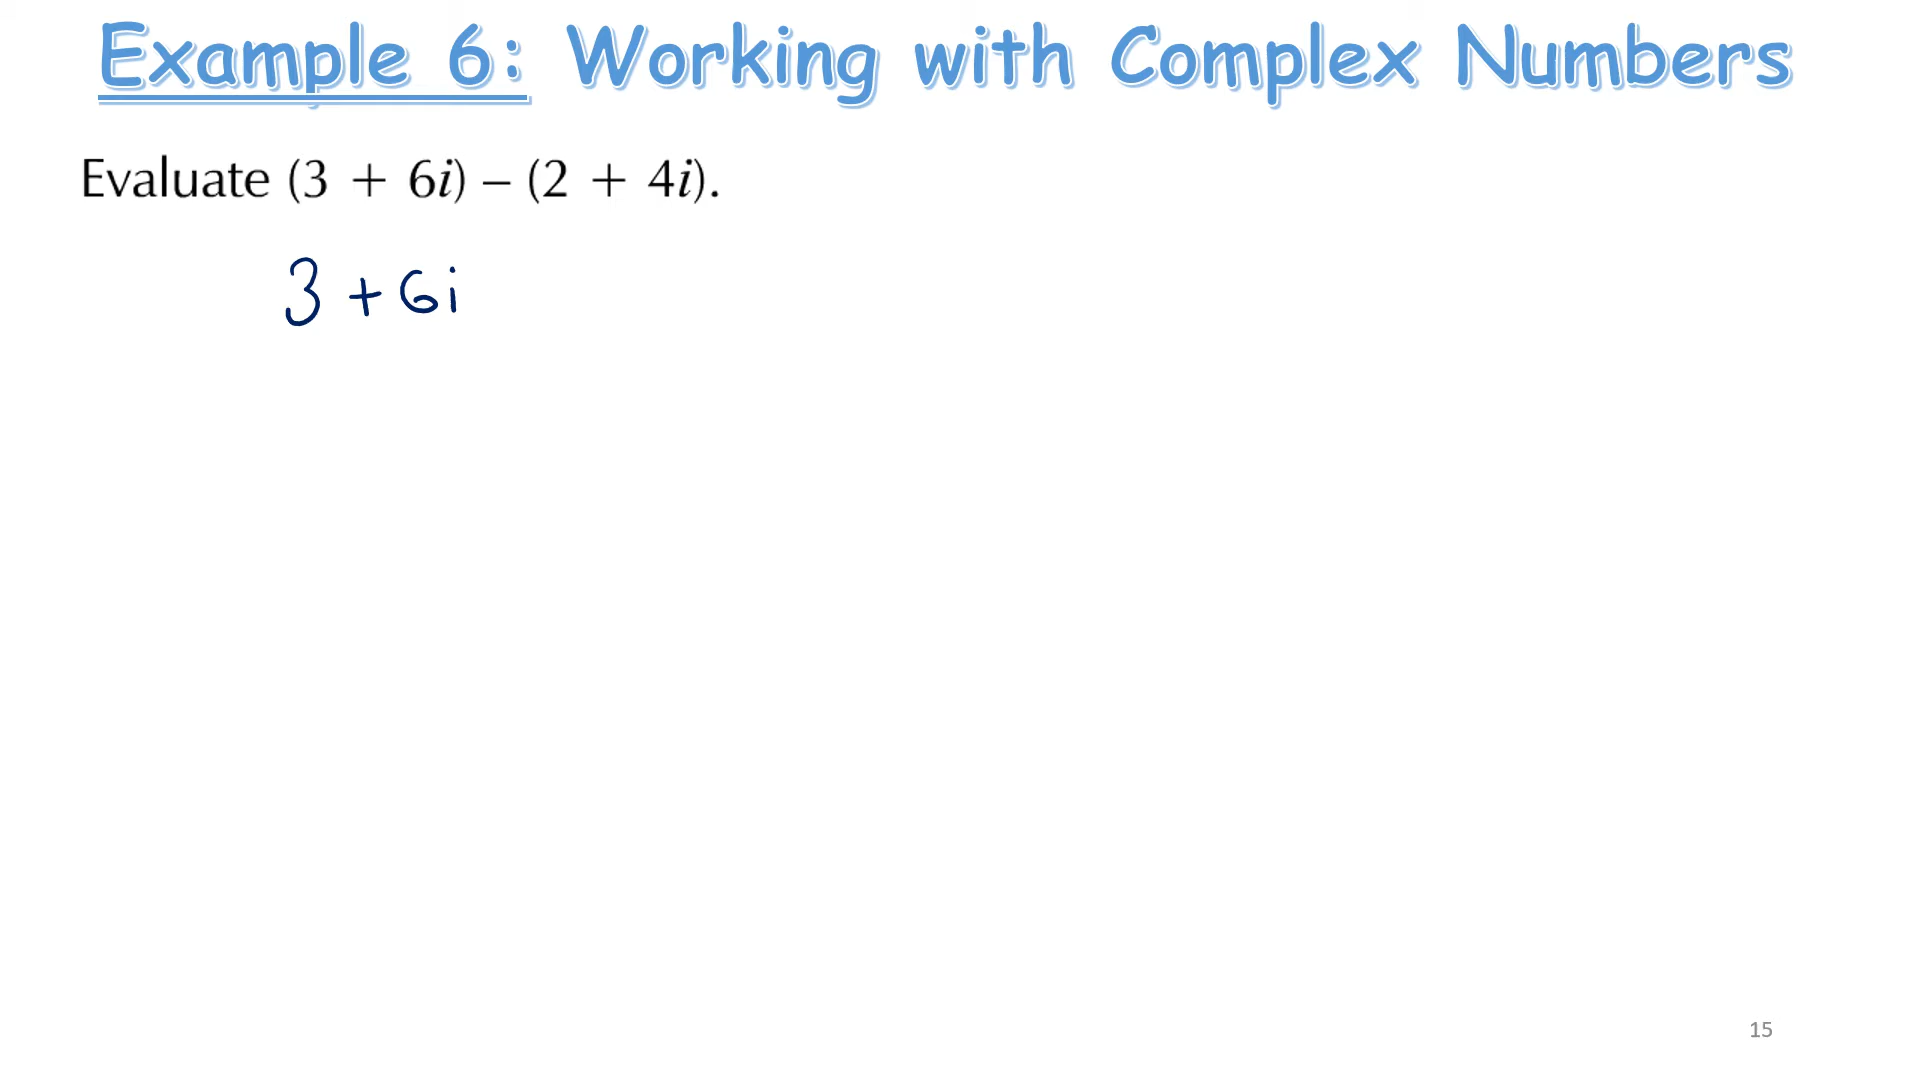 Example 6: Working with Complex Numbers
Evaluate (3 + 6i) – (2 + 4i).
3 + 6i
15